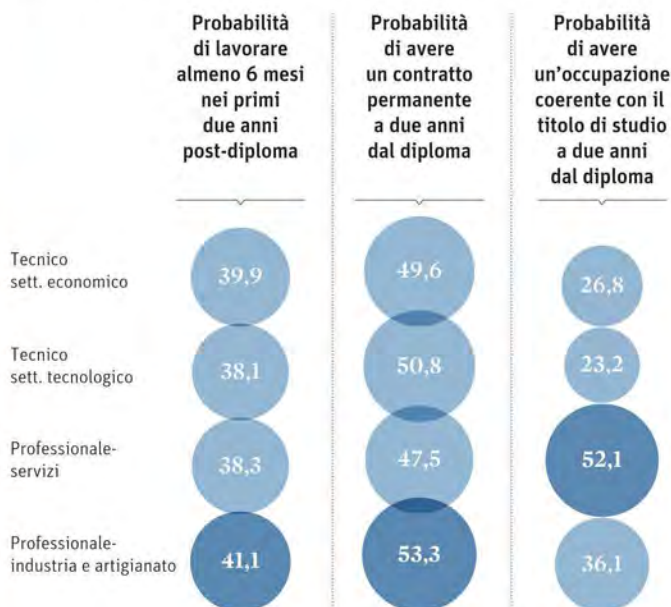 Probabilità
di lavorare
almeno 6 mesi
nei primi
due anni
post-diploma
Probabilità
di avere
un contratto
permanente
a due anni
dal diploma
Probabilità
di avere
un'occupazione
coerente con il
titolo di studio
a due anni
dal diploma
Tecnico
sett. economico
39,9
49,6
26,8
Tecnico
sett. tecnologico
38,1
50,8
23,2
Professionale-
servizi
38,3
47,5
52,1
Professionale-
industria e artigianato
41,1
53,3
36,1